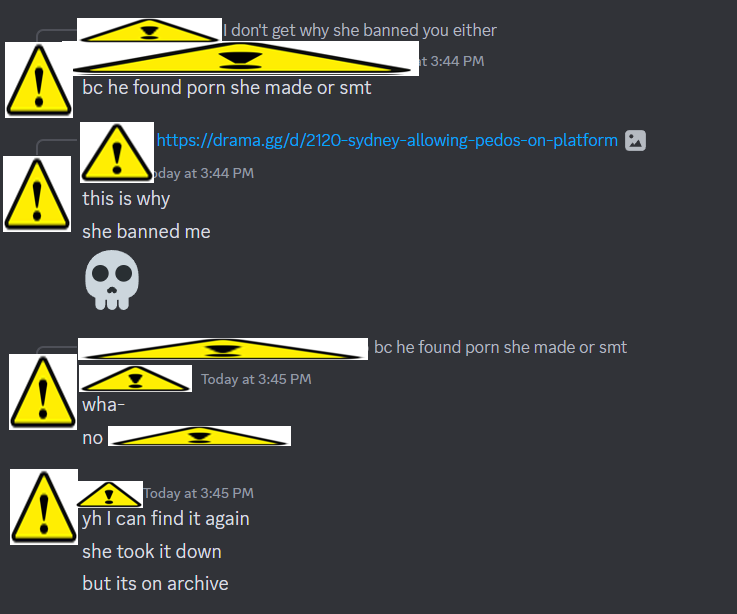 I don't get why she banned you either
at 3:44 PM
bc he found porn she made or smt
https://drama.gg/d/2120-sydney-allowing-pedos-on-platform
oday at 3:44 PM
this is why
she banned me
bc he found porn she made or smt
Today at 3:45 PM
wha-
no
Today at 3:45 PM
yh I can find it again
she took it down
but its on archive